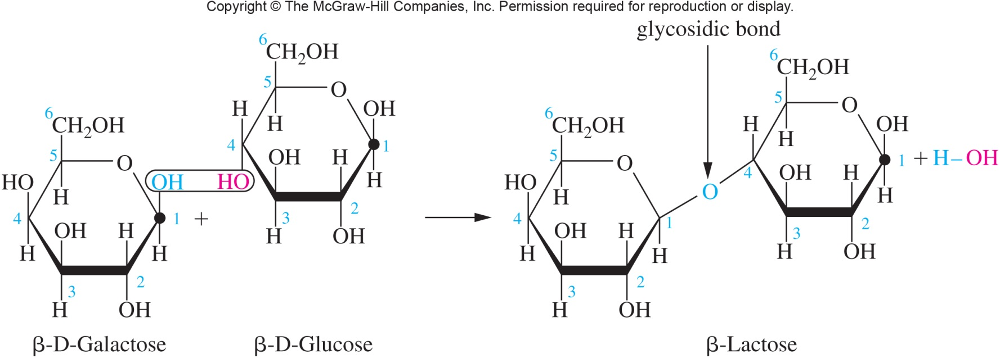 Copyright © The McGraw-Hill Companies, Inc. Permission required for reproduction or display.
glycosidic bond
6
CH2OH
5
O
H
OH
H
4
1
OH
H
H
3
2
H
OH
6
CH2OH
5
O
OH
HO
HO
H
4
1
+
OH
H
H
H
3
2
H
OH
6
CH2OH
5
O
HO
H
O
4
1
OH
H
H
H
3
2
H
OH
6
CH2OH
5
O
H
OH
H
4
1
+ H–OH
OH
H
H
3
2
H
OH
β-D-Galactose
β-D-Glucose
β-Lactose